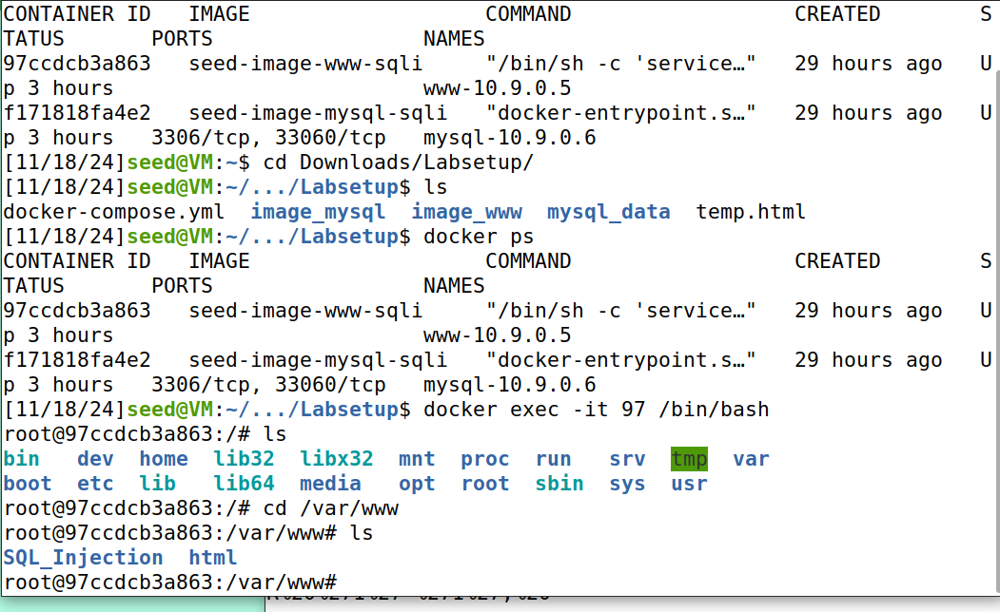 CONTAINER ID   IMAGE                   COMMAND                  CREATED        S
TATUS       PORTS                 NAMES
97ccdcb3a863   seed-image-www-sqli     "/bin/sh -c 'service…"   29 hours ago   U
p 3 hours                         www-10.9.0.5
f171818fa4e2   seed-image-mysql-sqli   "docker-entrypoint.s…"   29 hours ago   U
p 3 hours   3306/tcp, 33060/tcp   mysql-10.9.0.6
[11/18/24]seed@VM:~$ cd Downloads/Labsetup/
[11/18/24]seed@VM:~/.../Labsetup$ ls
docker-compose.yml  image_mysql  image_www  mysql_data  temp.html
[11/18/24]seed@VM:~/.../Labsetup$ docker ps
CONTAINER ID   IMAGE                   COMMAND                  CREATED        S
TATUS       PORTS                 NAMES
97ccdcb3a863   seed-image-www-sqli     "/bin/sh -c 'service…"   29 hours ago   U
p 3 hours                         www-10.9.0.5
f171818fa4e2   seed-image-mysql-sqli   "docker-entrypoint.s…"   29 hours ago   U
p 3 hours   3306/tcp, 33060/tcp   mysql-10.9.0.6
[11/18/24]seed@VM:~/.../Labsetup$ docker exec -it 97 /bin/bash
root@97ccdcb3a863:/# ls
bin   dev  home  lib32  libx32  mnt  proc  run   srv  tmp  var
boot  etc  lib   lib64  media   opt  root  sbin  sys  usr
root@97ccdcb3a863:/# cd /var/www
root@97ccdcb3a863:/var/www# ls
SQL_Injection  html
root@97ccdcb3a863:/var/www#